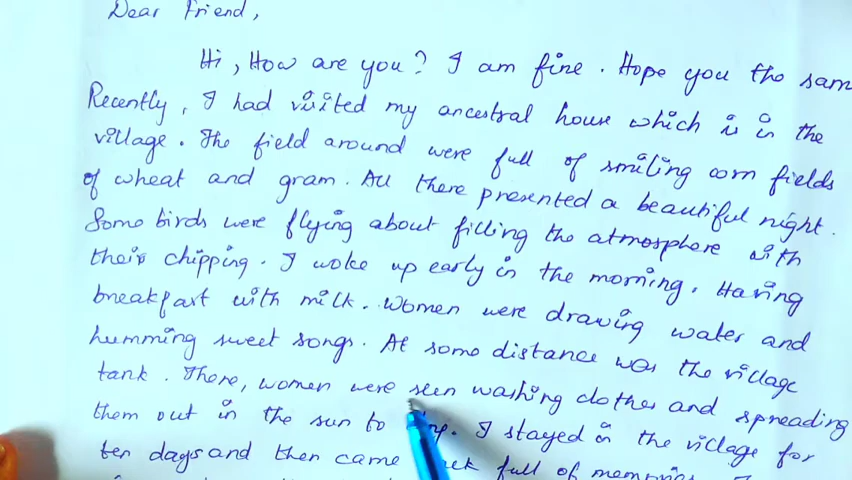 Dear Friend,
Hi, How are you? I am fine. Hope you tho sam
Recently, I had visited my ancestral house which is in the
village. The field around were full of smiling corn fields
of wheat and gram. All there presented a beautiful night.
Some birds were flying about filling the atmosphere with
their chipping. I woke up early in the morning. Having
breakfast with milk. Women were drawing water and
humming sweet songs. At some distance was the village
tank. There, women were seen washing clothes and spreading
them out in the sun to I stayed in the village for
ten days and then came full of memories.